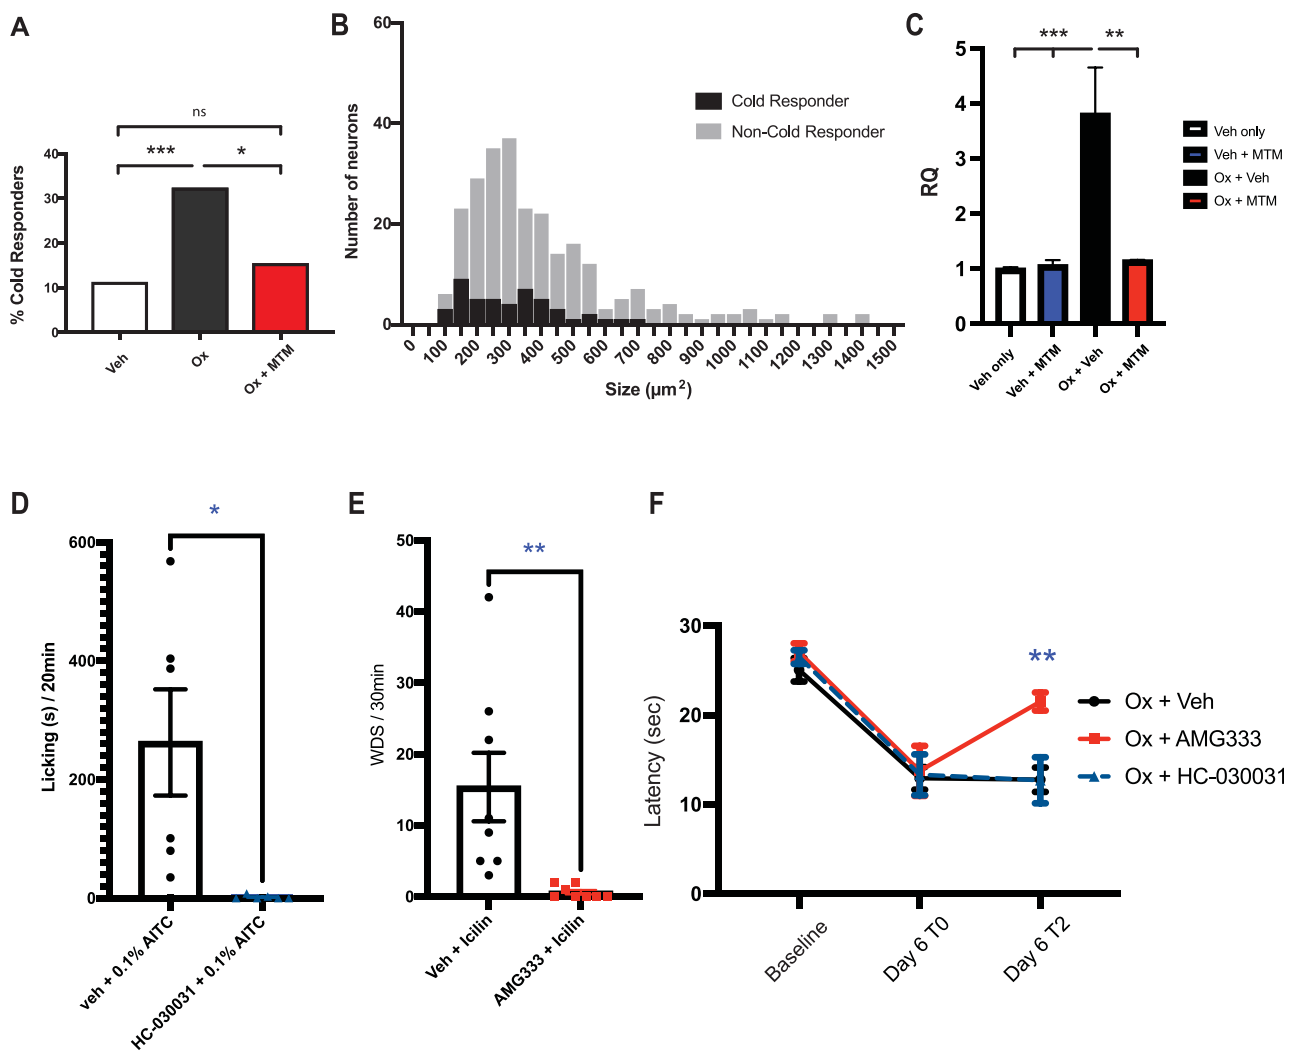 A
ns
***
*
40
30
20
10
0
% Cold Responders
Veh
Ox
Ox + MTM
B
60
40
20
0
Number of neurons
Cold Responder
Non-Cold Responder
0
100
200
300
400
500
600
700
800
900
1000
1100
1200
1300
1400
1500
Size (µm²)
C
***
**
5
4
3
2
1
0
RQ
Veh only
Veh + MTM
Ox + Veh
Ox + MTM
Veh only
Veh + MTM
Ox + Veh
Ox + MTM
D
*
600
400
200
0
Licking (s) / 20min
veh + 0.1% AITC
HC-030031 + 0.1% AITC
E
**
50
40
30
20
10
0
WDS / 30min
Veh + Icilin
AMG333 + Icilin
F
30
20
10
0
Latency (sec)
**
Ox + Veh
Ox + AMG333
Ox + HC-030031
Baseline
Day 6 T0
Day 6 T2